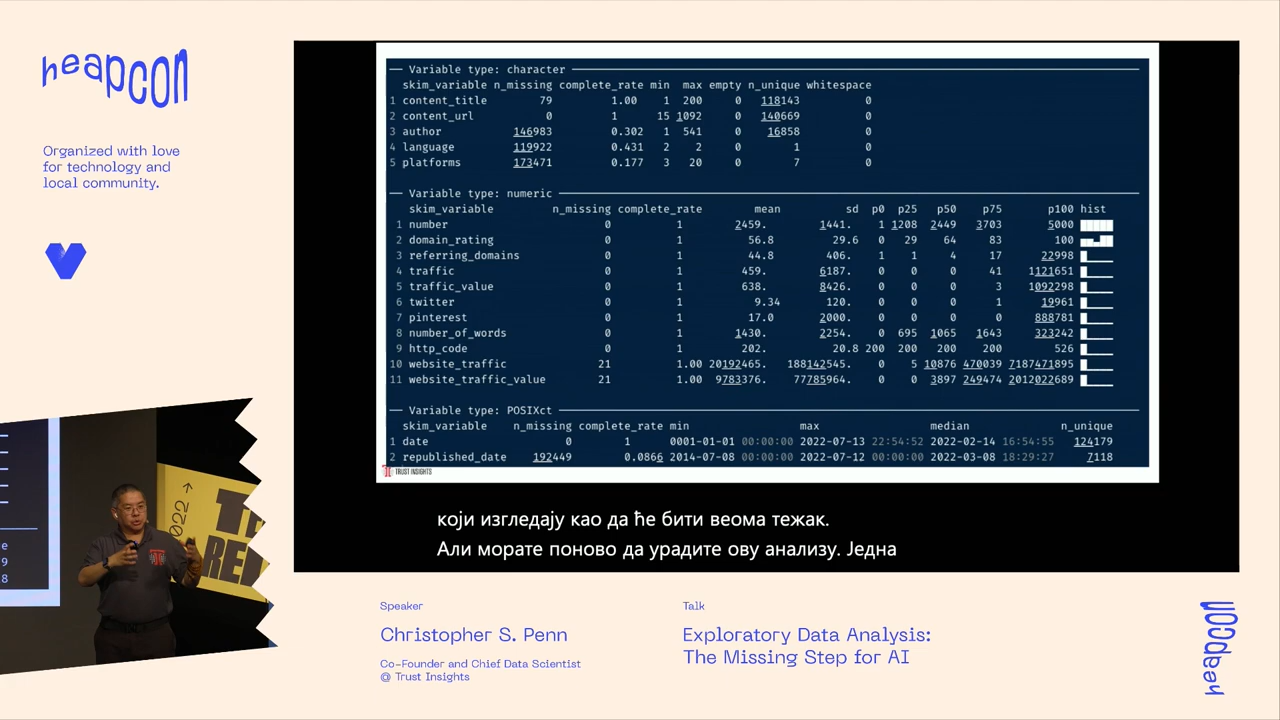 heapcon
Organized with love
for technology and
local community.
Variable type: character
skim_variable n_missing complete_rate min max empty n_unique whitespace
1 content_title 79 1.00 1 200 0 118143 0
2 content_url 0 1 15 1092 0 140669 0
3 author 146983 0.302 1 541 0 16858 0
4 language 119922 0.431 2 2 0 1 0
5 platforms 173471 0.177 3 20 0 7 0
Variable type: numeric
skim_variable n_missing complete_rate mean sd p0 p25 p50 p75 p100 hist
1 number 0 1 2459. 1441. 1 1208 2449 3703 5000
2 domain_rating 0 1 56.8 29.6 0 29 64 83 100
3 referring_domains 0 1 44.8 406. 1 1 4 17 22998
4 traffic 0 1 459. 6187. 0 0 0 41 1121651
5 traffic_value 0 1 638. 8426. 0 0 0 3 1092298
6 twitter 0 1 9.34 120. 0 0 0 1 19961
7 pinterest 0 1 17.0 2000. 0 0 0 0 888781
8 number_of_words 0 1 1430. 2254. 0 695 1065 1643 323242
9 http_code 0 1 202. 20.8 200 200 200 200 526
10 website_traffic 21 1.00 20192465. 188142545. 0 5 10876 470039 7187471895
11 website_traffic_value 21 1.00 9783376. 77785964. 0 0 3897 249474 2012022689
Variable type: POSIXct
skim_variable n_missing complete_rate min max median n_unique
1 date 0 1 0001-01-01 00:00:00 2022-07-13 22:54:52 2022-02-14 16:54:55 124179
2 republished_date 192449 0.0866 2014-07-08 00:00:00 2022-07-12 00:00:00 2022-03-08 18:29:27 7118
TRUST INSIGHTS
који изгледају као да ће бити веома тежак.
Али морате поново да урадите ову анализу. Једна
2022 →
Speaker
Christopher S. Penn
Co-Founder and Chief Data Scientist
@ Trust Insights
Talk
Exploratory Data Analysis:
The Missing Step for AI
heapcon